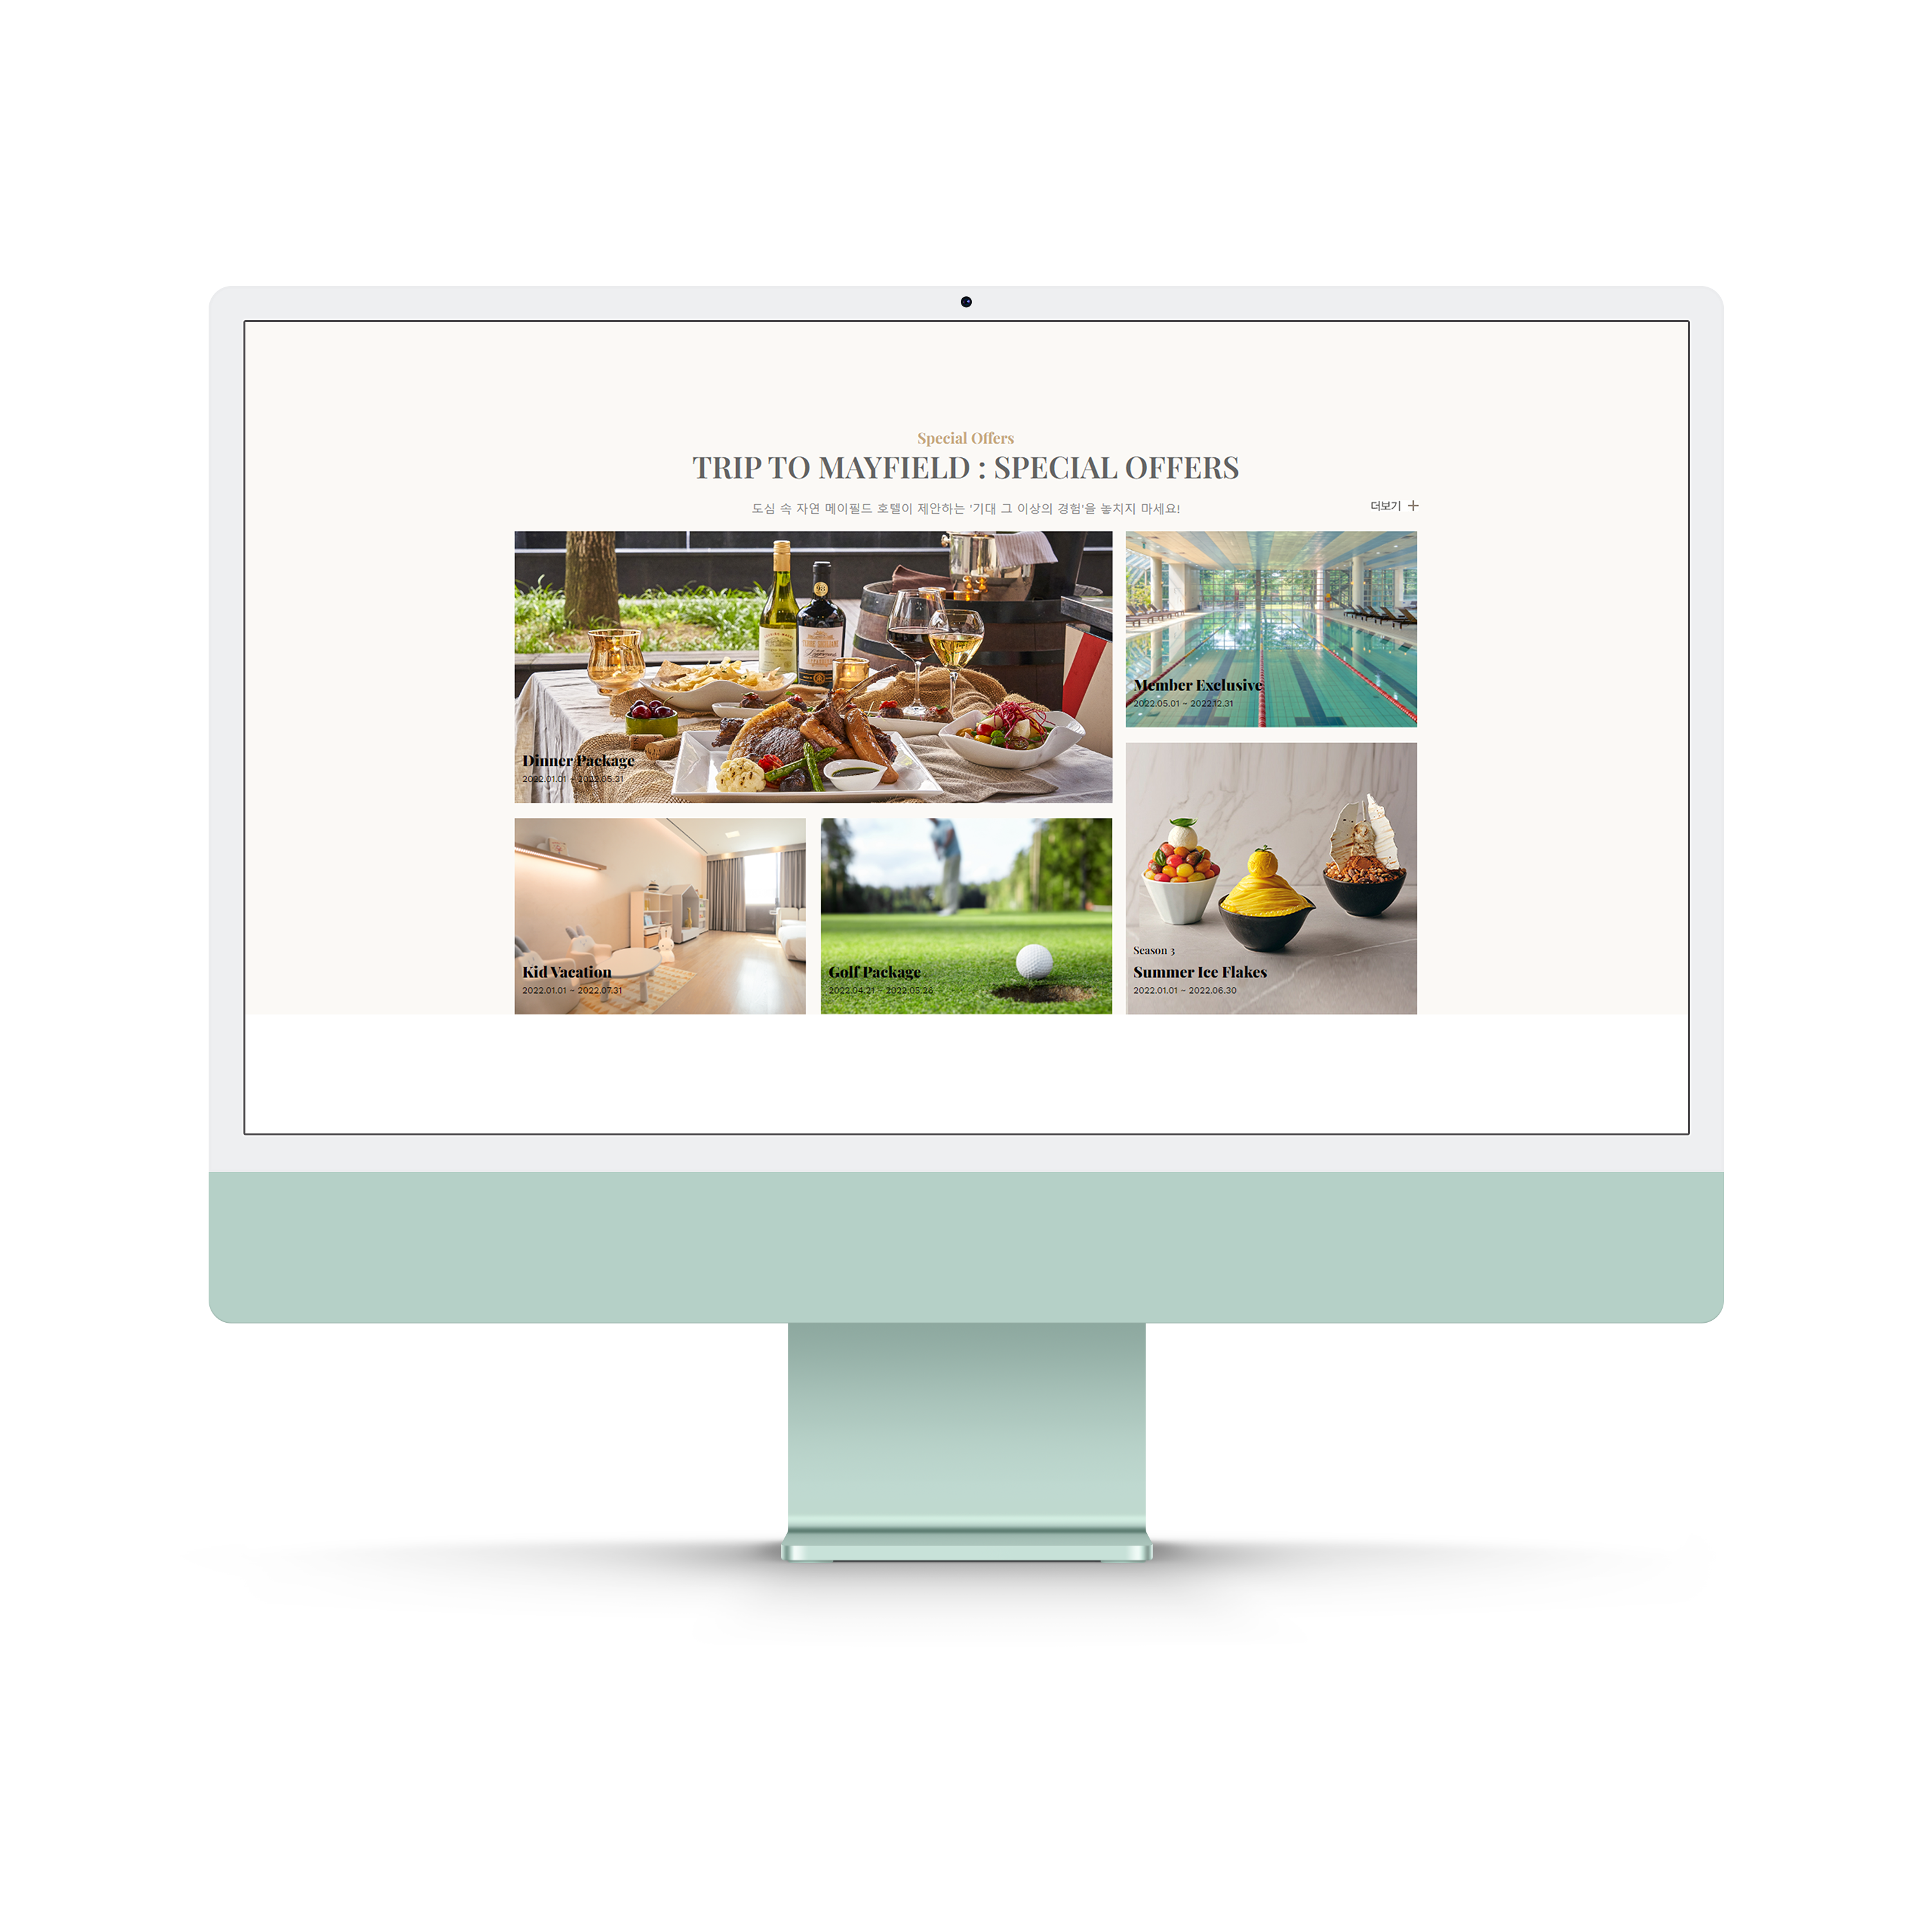 Special Offers
TRIP TO MAYFIELD : SPECIAL OFFERS
도심 속 자연 메이필드 호텔이 제안하는 '기대 그 이상의 경험'을 놓치지 마세요!
더보기 +
Dinner Package
2022.01.01 ~ 2022.05.31
Member Exclusive
2022.05.01 ~ 2022.12.31
Kid Vacation
2022.01.01 ~ 2022.07.31
Golf Package
2022.04.21 ~ 2022.05.26
Season 3
Summer Ice Flakes
2022.01.01 ~ 2022.06.30